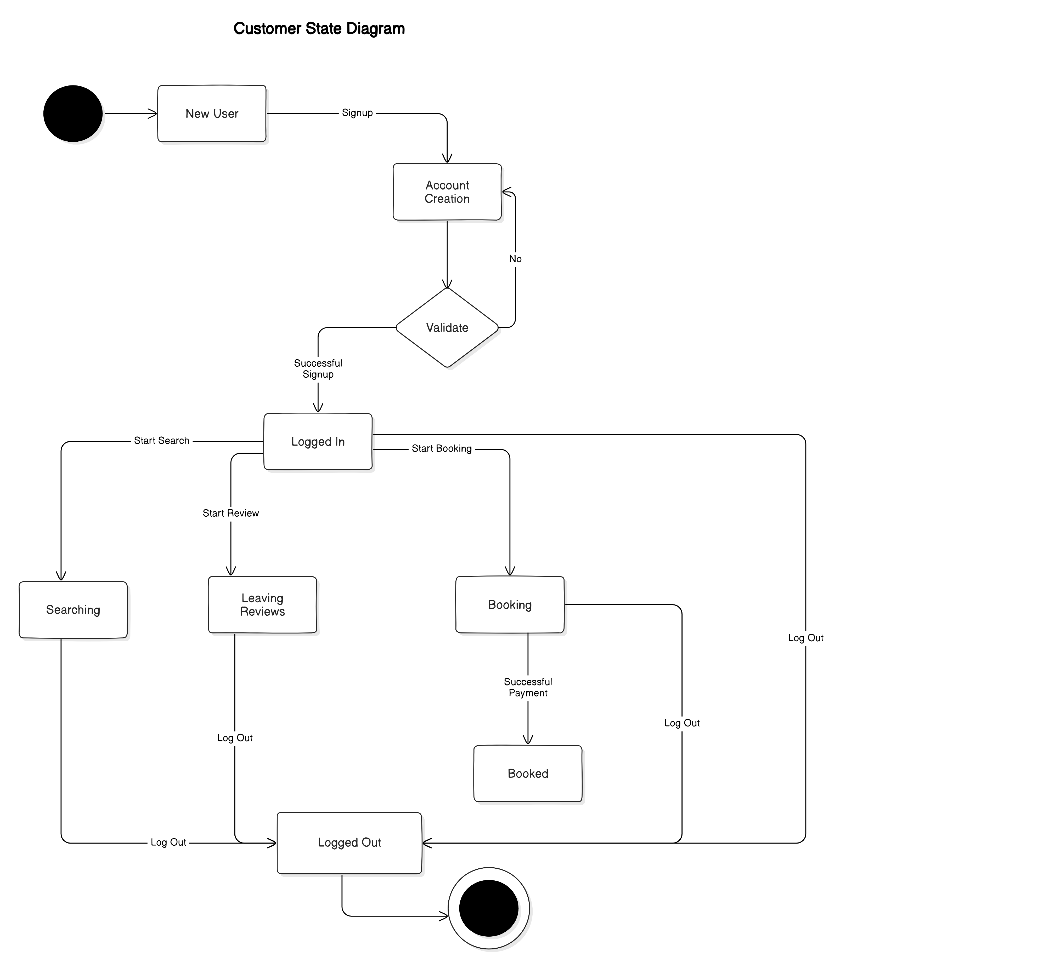 Customer State Diagram
New User
Signup
Account
Creation
No
Validate
Successful
Signup
Logged In
Start Search
Start Booking
Start Review
Searching
Leaving
Reviews
Booking
Log Out
Successful
Payment
Log Out
Log Out
Booked
Log Out
Logged Out